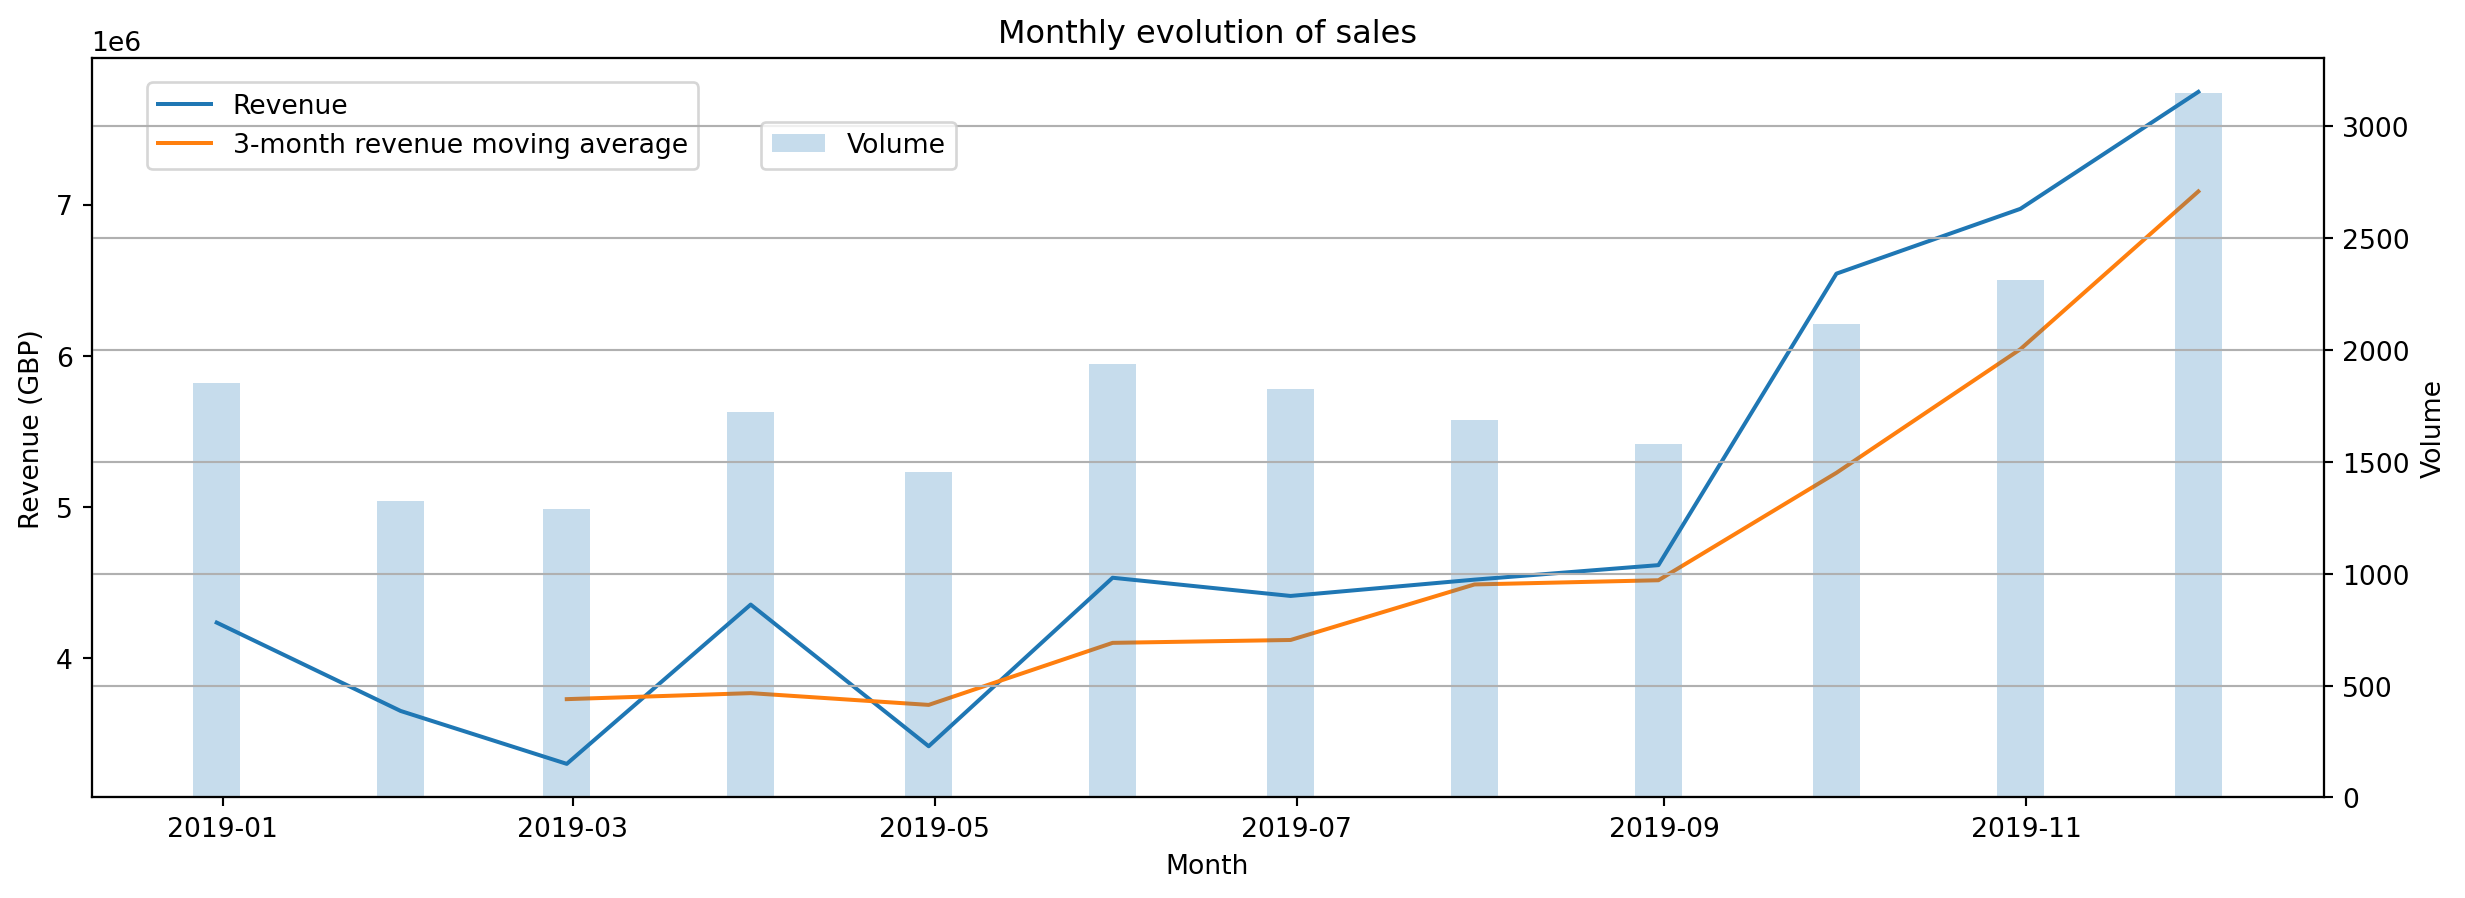 Monthly evolution of sales
1e6
Revenue
3-month revenue moving average
Volume
7
6
5
4
Revenue (GBP)
3000
2500
2000
1500
1000
500
0
Volume
2019-01
2019-03
2019-05
2019-07
2019-09
2019-11
Month